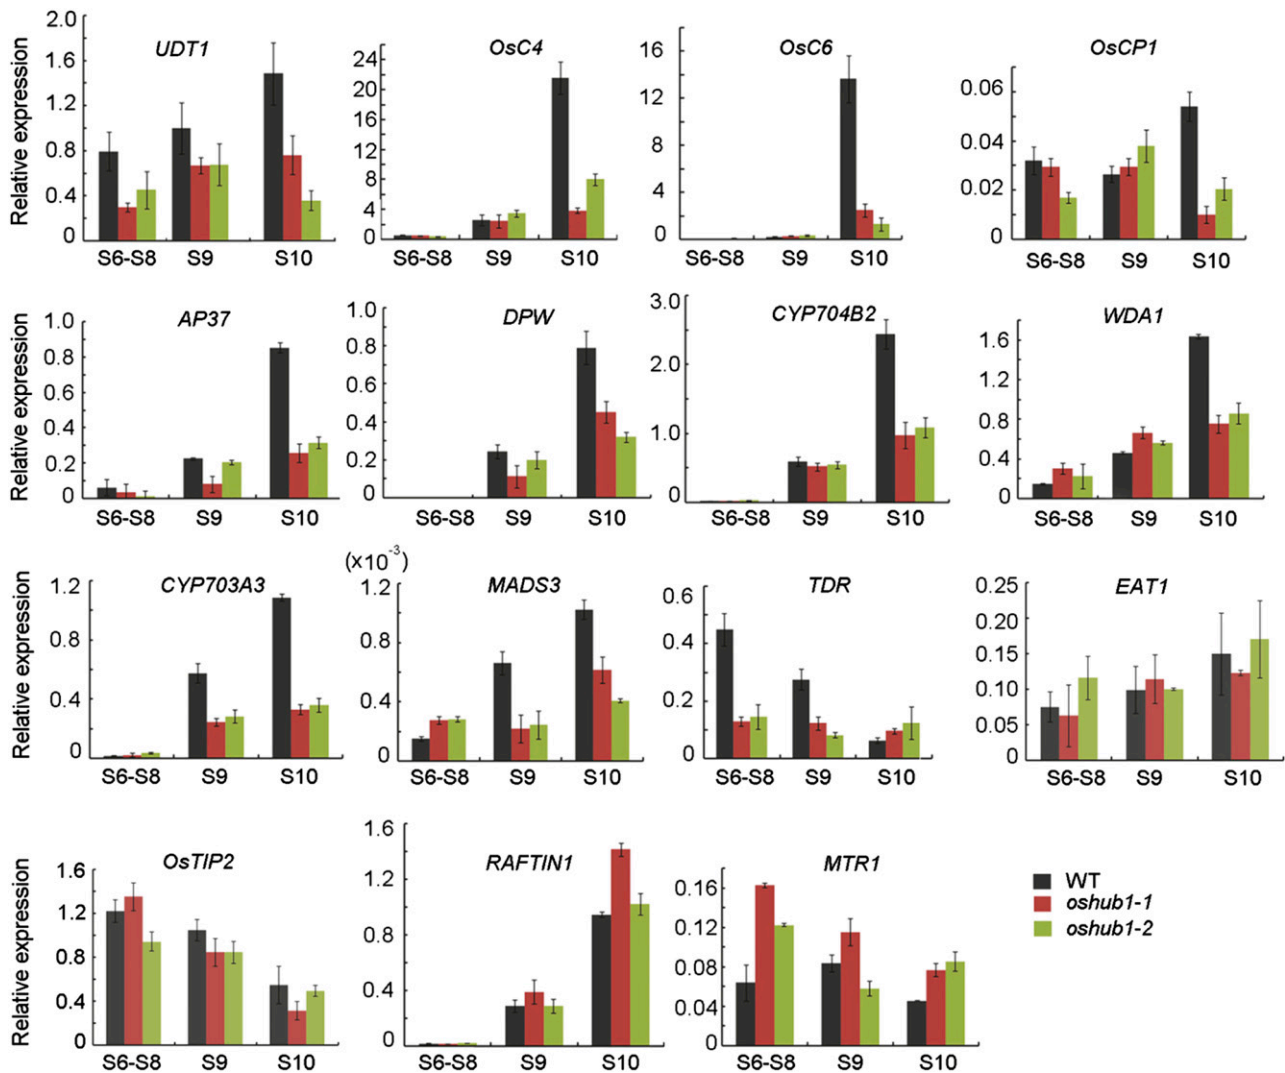 UDT1
Relative expression
2.0
1.6
1.2
0.8
0.4
0
S6-S8 S9 S10
OsC4
24
20
16
12
8
4
0
S6-S8 S9 S10
OsC6
16
12
8
4
0
S6-S8 S9 S10
OsCP1
0.06
0.04
0.02
0
S6-S8 S9 S10
AP37
Relative expression
1.0
0.8
0.6
0.4
0.2
0
S6-S8 S9 S10
DPW
1.0
0.8
0.6
0.4
0.2
0
S6-S8 S9 S10
CYP704B2
3.0
2.0
1.0
0
S6-S8 S9 S10
WDA1
1.6
1.2
0.8
0.4
0
S6-S8 S9 S10
CYP703A3
Relative expression
1.2
0.8
0.4
0
S6-S8 S9 S10
(x10⁻³)
MADS3
1.2
0.8
0.4
0
S6-S8 S9 S10
TDR
0.6
0.4
0.2
0
S6-S8 S9 S10
EAT1
0.25
0.20
0.15
0.10
0.05
0
S6-S8 S9 S10
OsTIP2
Relative expression
1.6
1.2
0.8
0.4
0
S6-S8 S9 S10
RAFTIN1
1.6
1.2
0.8
0.4
0
S6-S8 S9 S10
MTR1
0.16
0.12
0.08
0.04
0
S6-S8 S9 S10
WT
oshub1-1
oshub1-2